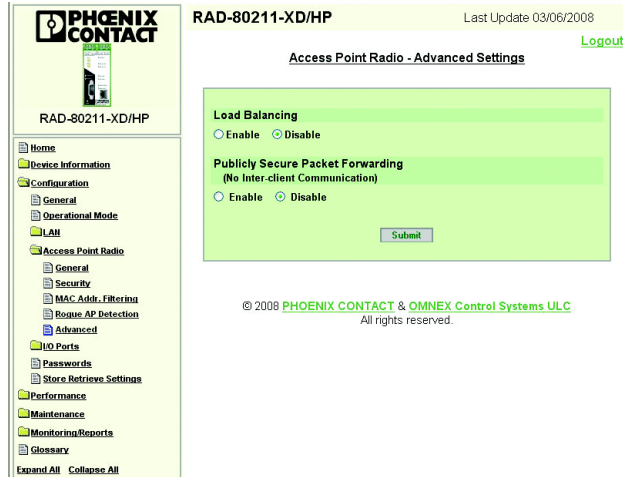 PHŒNIX
CONTACT
RAD-80211-XD/HP
Home
Device Information
Configuration
General
Operational Mode
LAN
Access Point Radio
General
Security
MAC Addr. Filtering
Rogue AP Detection
Advanced
I/O Ports
Passwords
Store Retrieve Settings
Performance
Maintenance
Monitoring/Reports
Glossary
Expand All Collapse All
RAD-80211-XD/HP
Last Update 03/06/2008
Logout
Access Point Radio - Advanced Settings
Load Balancing
Enable Disable
Publicly Secure Packet Forwarding
(No Inter-client Communication)
Enable Disable
Submit
© 2008 PHOENIX CONTACT & OMNEX Control Systems ULC
All rights reserved.